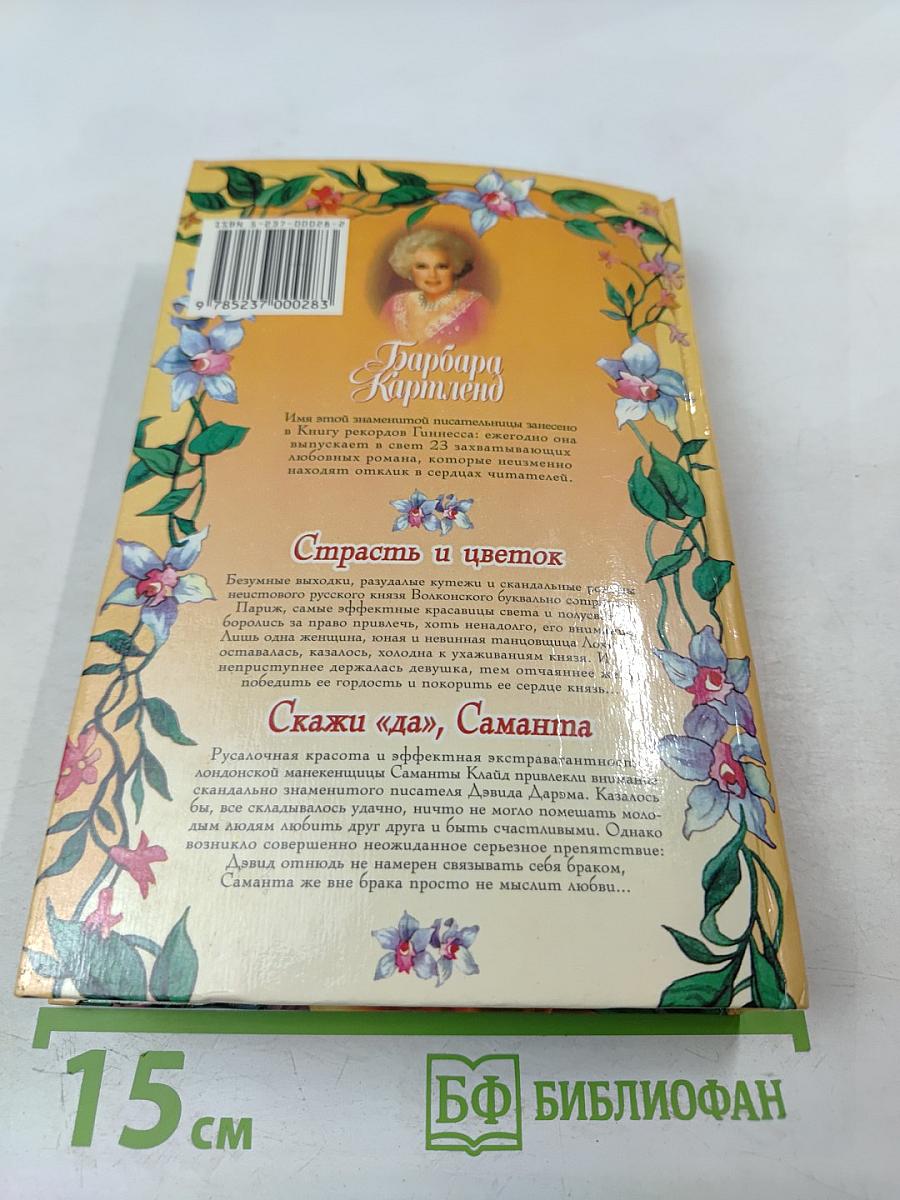 ISBN 5-237-00028-2
9 785237 000283
Барбара
Картленд
Имя этой знаменитой писательницы занесено
в Книгу рекордов Гиннесса: ежегодно она
выпускает в свет 23 захватывающих
любовных романа, которые неизменно
находят отклик в сердцах читателей.
Страсть и цветок
Безумные выходки, разудалые кутежи и скандальные
неистового русского князя Волконского буквально
Париж, самые эффектные красавицы света и
боролись за право привлечь, хоть ненадолго, его
Лишь одна женщина, юная и невинная танцовщица
оставалась, казалось, холодна к ухаживаниям князя.
неприступнее держалась девушка, тем отчаяннее
победить ее гордость и покорить ее сердце князь...
Скажи «да», Саманта
Русалочная красота и эффектная экстравагантность
лондонской манекенщицы Саманты Клайд привлекли внимание
скандально знаменитого писателя Дэвида Дарэма. Казалось
бы, все складывалось удачно, ничто не могло помешать моло-
дым людям любить друг друга и быть счастливыми. Однако
возникло совершенно неожиданное серьезное препятствие:
Дэвид отнюдь не намерен связывать себя браком,
Саманта же вне брака просто не мыслит любви...
15 см
БФ БИБЛИОФАН